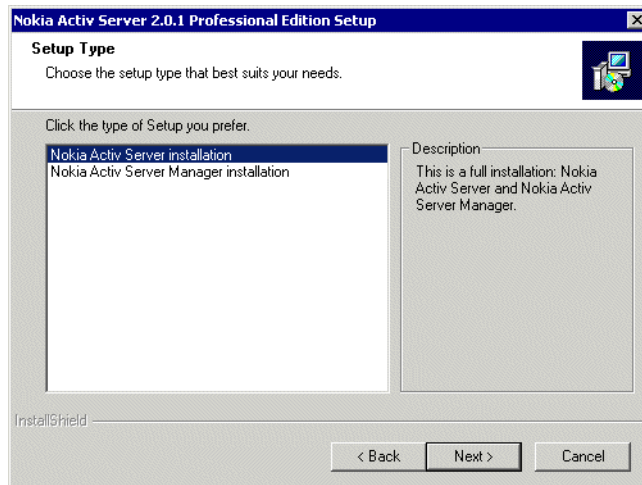 Nokia Activ Server 2.0.1 Professional Edition Setup
Setup Type
Choose the setup type that best suits your needs.
Click the type of Setup you prefer.
Nokia Activ Server installation
Nokia Activ Server Manager installation
Description
This is a full installation: Nokia
Activ Server and Nokia Activ
Server Manager.
InstallShield
< Back
Next >
Cancel